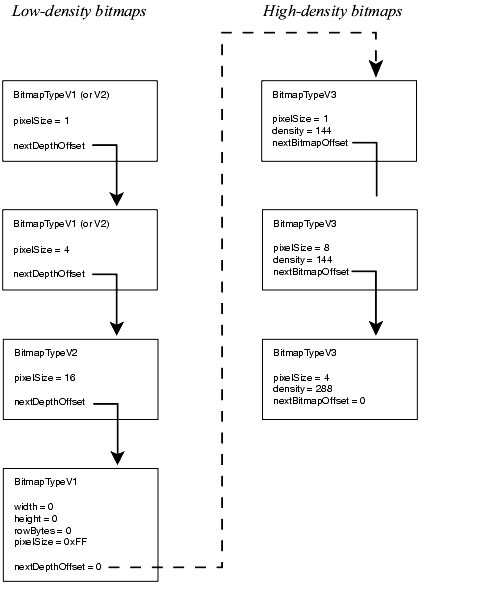 Low-density bitmaps
BitmapTypeV1 (or V2)
pixelSize = 1
nextDepthOffset
BitmapTypeV1 (or V2)
pixelSize = 4
nextDepthOffset
BitmapTypeV2
pixelSize = 16
nextDepthOffset
BitmapTypeV1
width = 0
height = 0
rowBytes = 0
pixelSize = 0xFF
nextDepthOffset = 0
High-density bitmaps
BitmapTypeV3
pixelSize = 1
density = 144
nextBitmapOffset
BitmapTypeV3
pixelSize = 8
density = 144
nextBitmapOffset
BitmapTypeV3
pixelSize = 4
density = 288
nextBitmapOffset = 0